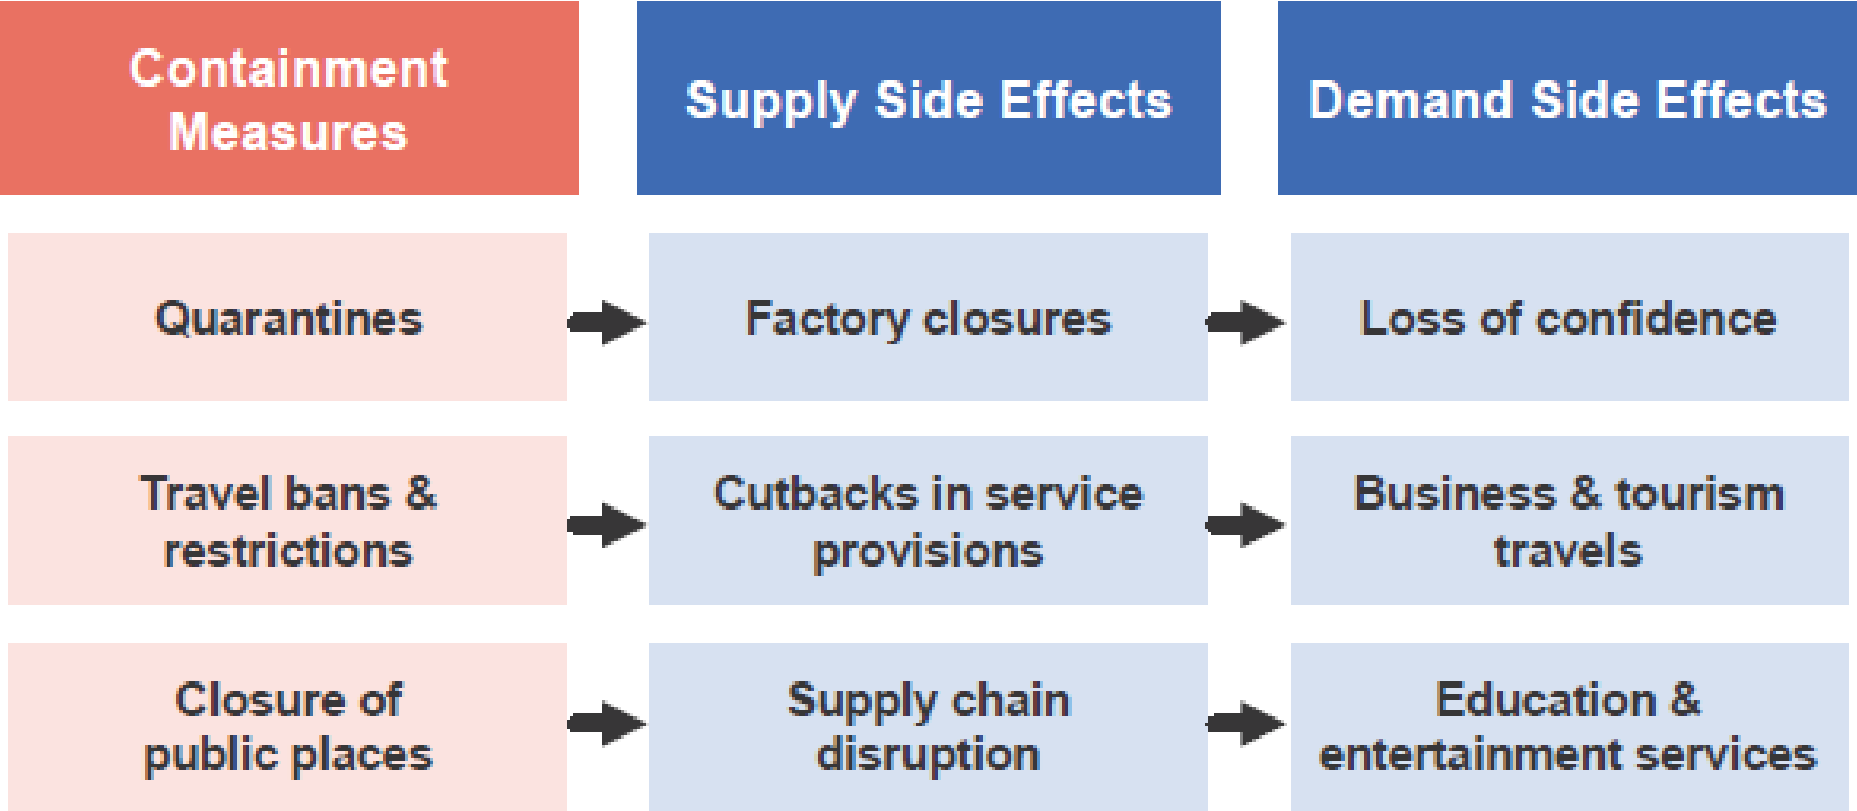 Containment
Measures
Supply Side Effects
Demand Side Effects
Quarantines
Factory closures
Loss of confidence
Travel bans &
restrictions
Cutbacks in service
provisions
Business & tourism
travels
Closure of
public places
Supply chain
disruption
Education &
entertainment services